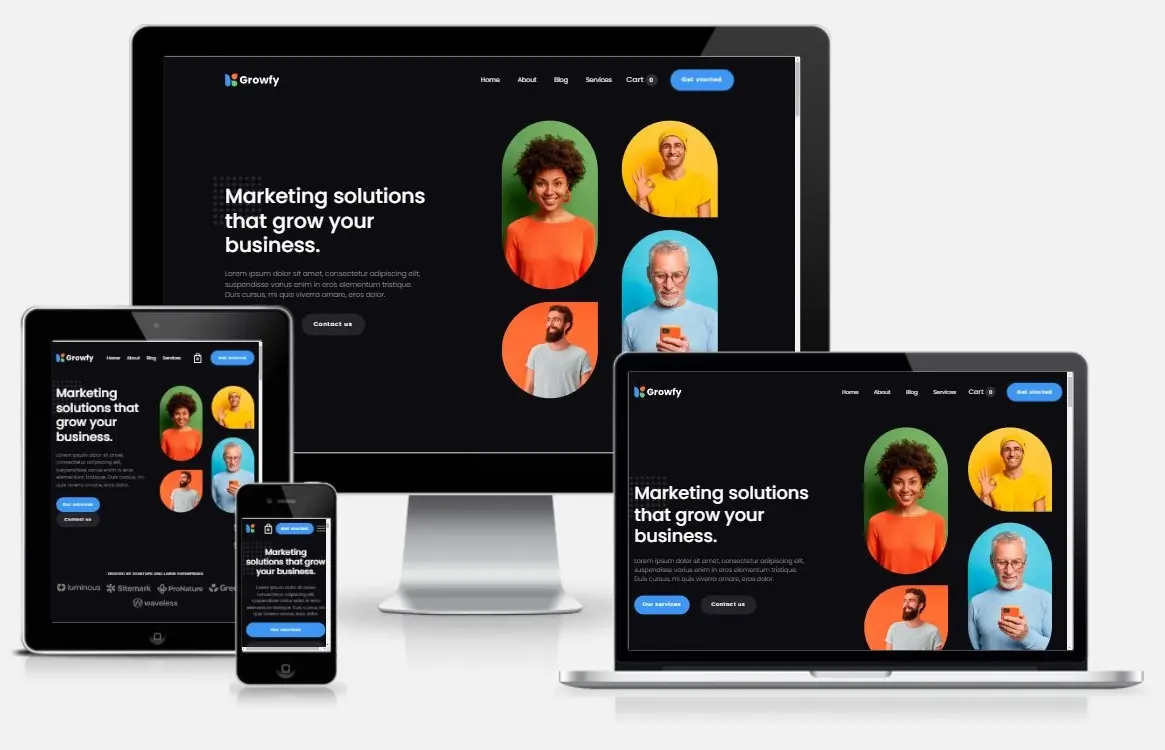 Growfy
Home About Blog Services Cart 0 Get started
Marketing solutions
that grow your
business.
Lorem ipsum dolor sit amet, consectetur adipiscing elit,
suspendisse varius enim in eros elementum tristique.
Duis cursus, mi quis viverra ornare, eros dolor.
Contact us
Growfy
Home About Blog Services Get started
Marketing
solutions that
grow your
business.
Lorem ipsum dolor sit amet,
consectetur adipiscing elit,
suspendisse varius enim in eros
elementum tristique. Duis cursus, mi
quis viverra ornare, eros dolor.
Our services
Contact us
TRUSTED BY STARTUPS AND LARGE ENTERPRISES
luminous Sitemark ProNature Gree
waveless
Get started
Marketing
solutions that grow
your business.
Lorem ipsum dolor sit amet,
consectetur adipiscing elit,
suspendisse varius enim in eros
elementum tristique. Duis cursus, mi
quis viverra ornare, eros dolor.
Our services
Growfy
Home About Blog Services Cart 0 Get started
Marketing solutions
that grow your
business.
Lorem ipsum dolor sit amet, consectetur adipiscing elit,
suspendisse varius enim in eros elementum tristique.
Duis cursus, mi quis viverra ornare, eros dolor.
Our services Contact us